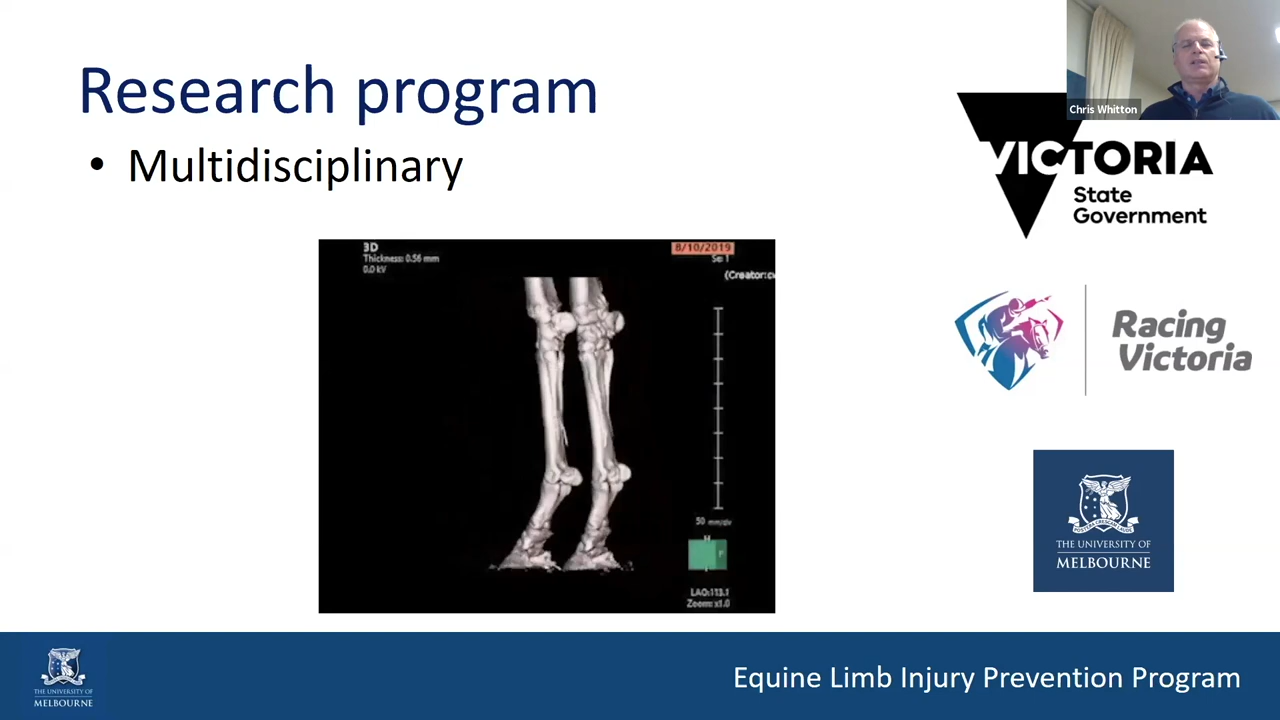 Research program
• Multidisciplinary
Chris Whitton
VICTORIA
State
Government
3D
Thickness: 0.56 mm
0.0 kV
8/10/2019
Se: 1
(Creator:
50 mm/div
H
F
L
LAO:113.1
Zoom: x1.0
Racing
Victoria
THE UNIVERSITY OF
MELBOURNE
THE UNIVERSITY OF
MELBOURNE
Equine Limb Injury Prevention Program